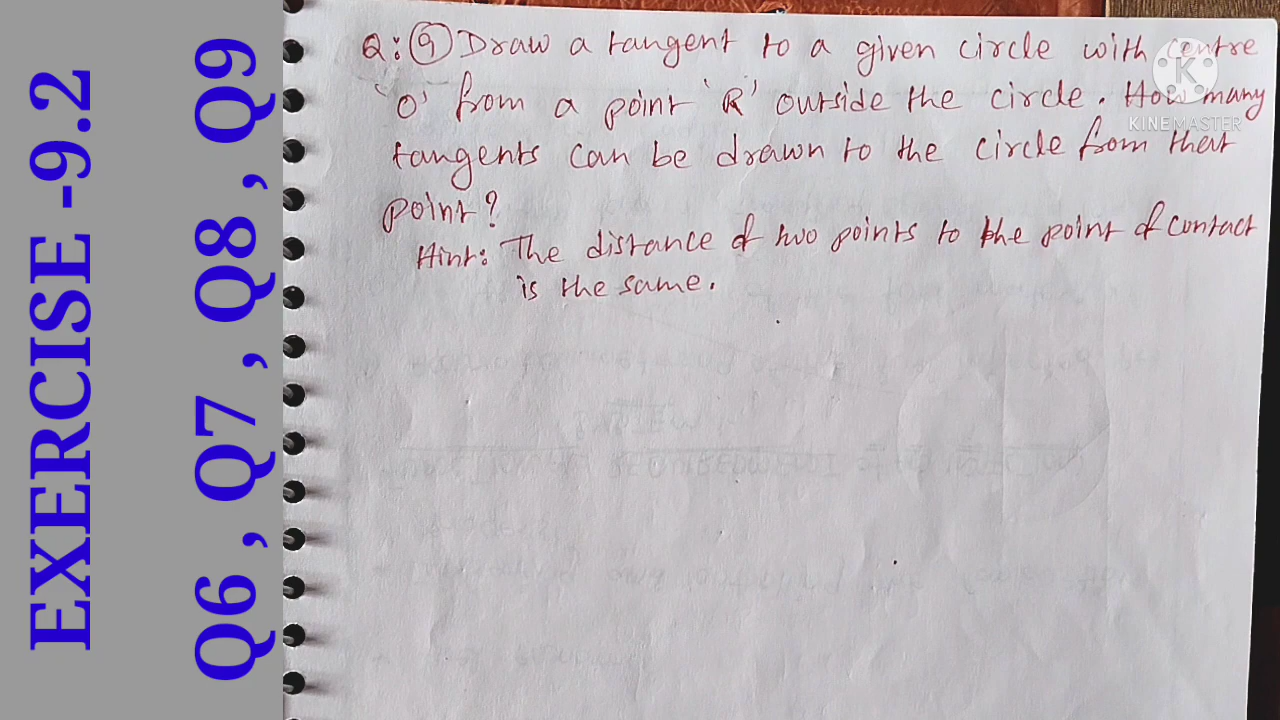 EXERCISE -9.2
Q6 , Q7 , Q8 , Q9
Q:⑨ Draw a tangent to a given circle with centre
'O' from a point 'R' outside the circle. How many
tangents can be drawn to the circle from that
point?
Hint: The distance of two points to the point of contact
is the same.
K
KINEMASTER